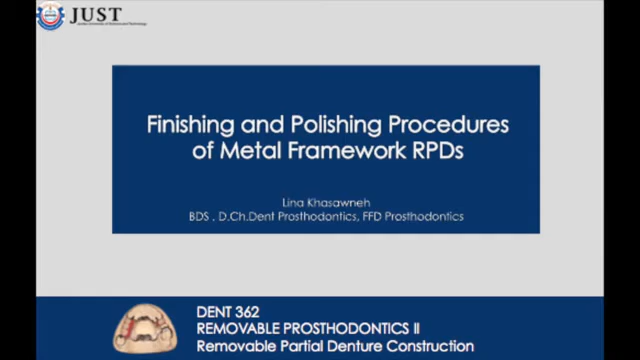 JUST
Finishing and Polishing Procedures
of Metal Framework RPDs
Lina Khasawneh
BDS , D.Ch.Dent Prosthodontics, FFD Prosthodontics
DENT 362
REMOVABLE PROSTHODONTICS II
Removable Partial Denture Construction